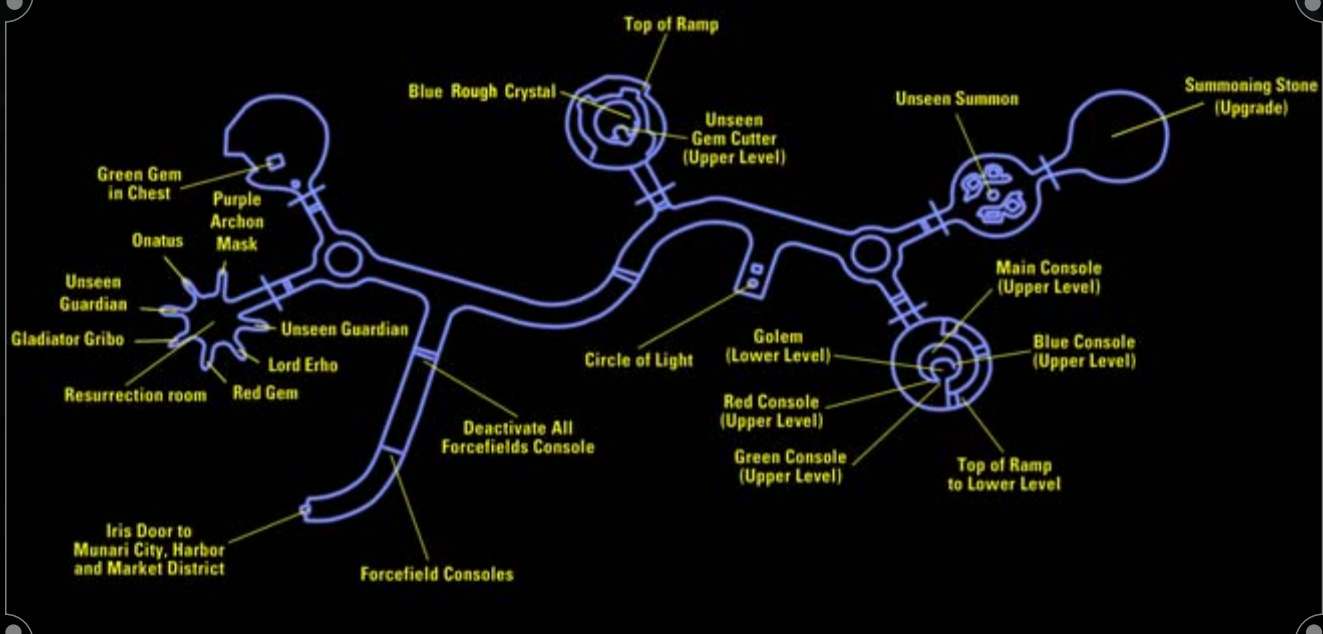 Top of Ramp
Blue Rough Crystal
Unseen
Gem Cutter
(Upper Level)
Unseen Summon
Summoning Stone
(Upgrade)
Green Gem
in Chest
Purple
Archon
Mask
Onatus
Unseen
Guardian
Gladiator Gribo
Unseen Guardian
Lord Erho
Red Gem
Resurrection room
Main Console
(Upper Level)
Golem
(Lower Level)
Blue Console
(Upper Level)
Circle of Light
Red Console
(Upper Level)
Green Console
(Upper Level)
Top of Ramp
to Lower Level
Deactivate All
Forcefields Console
Iris Door to
Munari City, Harbor
and Market District
Forcefield Consoles